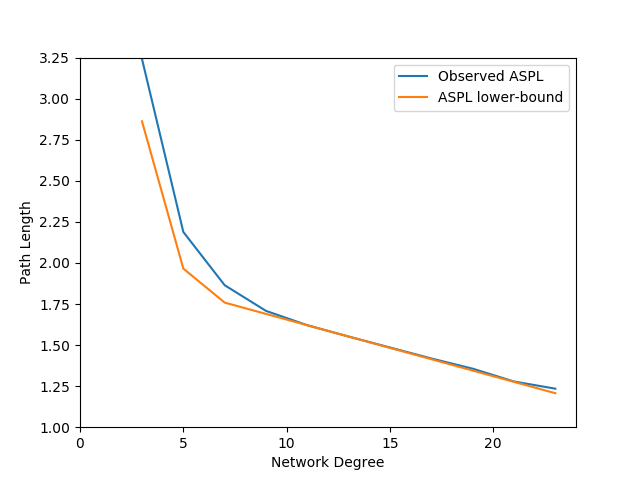 3.25
3.00
2.75
2.50
2.25
2.00
1.75
1.50
1.25
1.00
Path Length
0 5 10 15 20
Network Degree
Observed ASPL
ASPL lower-bound